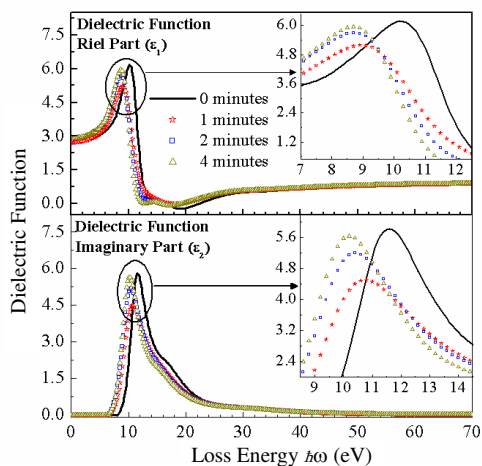 Dielectric Function
Riel Part (ε₁)
0 minutes
1 minutes
2 minutes
4 minutes
7.5
6.0
4.5
3.0
1.5
0.0
6.0
4.8
3.6
2.4
1.2
7 8 9 10 11 12
Dielectric Function
Dielectric Function
Imaginary Part (ε₂)
7.5
6.0
4.5
3.0
1.5
0.0
5.6
4.8
4.0
3.2
2.4
9 10 11 12 13 14
0 10 20 30 40 50 60 70
Loss Energy ħω (eV)